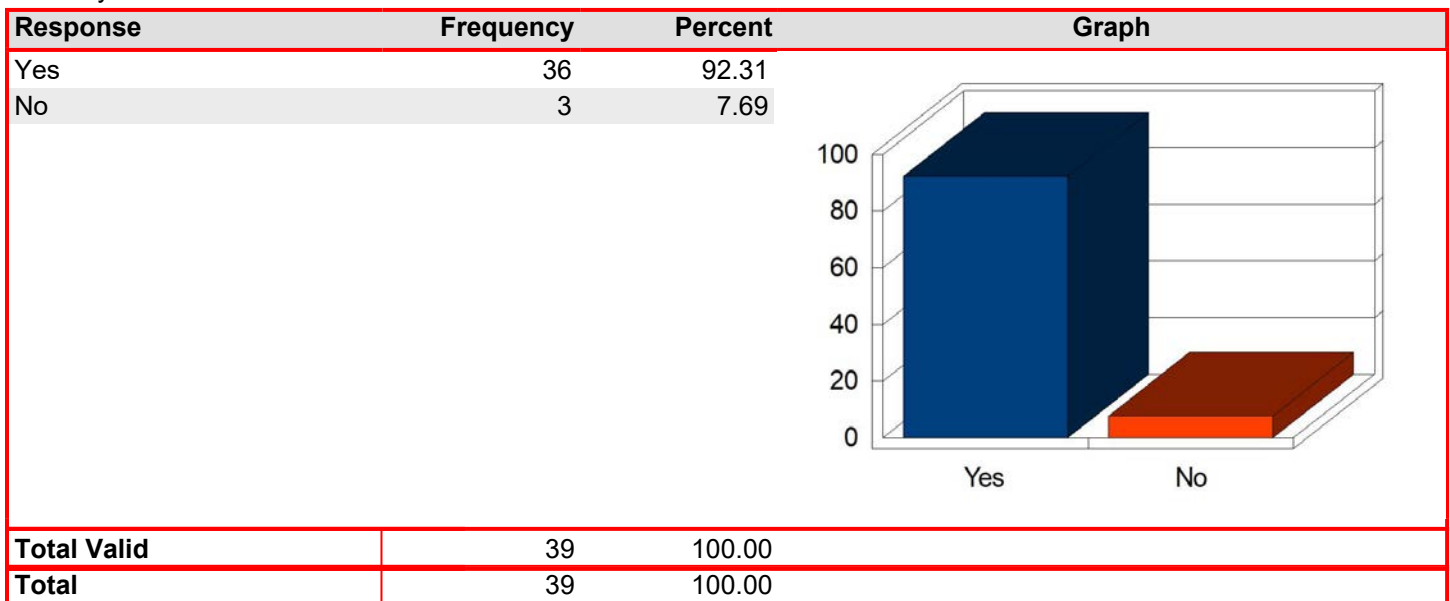 Response Frequency Percent Graph
Yes 36 92.31
No 3 7.69
100
80
60
40
20
0
Yes No
Total Valid 39 100.00
Total 39 100.00